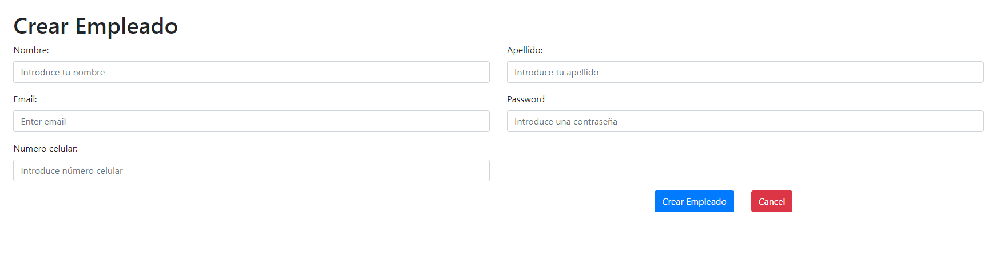 Crear Empleado
Nombre:
Apellido:
Introduce tu nombre
Introduce tu apellido
Email:
Password
Enter email
Introduce una contraseña
Numero celular:
Introduce número celular
Crear Empleado
Cancel